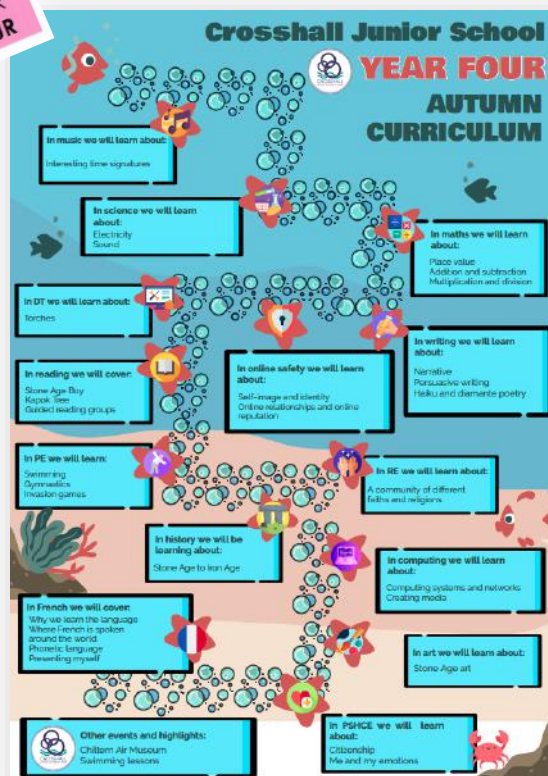 UR
Crosshall Junior School
YEAR FOUR
AUTUMN
CURRICULUM
In music we will learn about:
Interesting time signatures
In science we will learn
about:
Electricity
Sound
In maths we will learn
about:
Place value
Addition and subtraction
Multiplication and division
In DT we will learn about:
Torches
In reading we will cover:
Stone Age Boy
Kapok Tree
Guided reading groups
In online safety we will learn
about:
Self-image and identity
Online relationships and online
reputation
In writing we will learn
about:
Narrative
Persuasive writing
Haiku and diamante poetry
In PE we will learn:
Swimming
Gymnastics
Invasion games
In RE we will learn about:
A community of different
faiths and religions
In history we will be
learning about:
Stone Age to Iron Age
In computing we will learn
about:
Computing systems and networks
Creating media
In French we will cover:
Why we learn the language
Where French is spoken
around the world
Phonetic language
Presenting myself
In art we will learn about:
Stone Age art
Other events and highlights:
Chiltern Air Museum
Swimming lessons
In PSHCE we will learn
about:
Citizenship
Me and my emotions